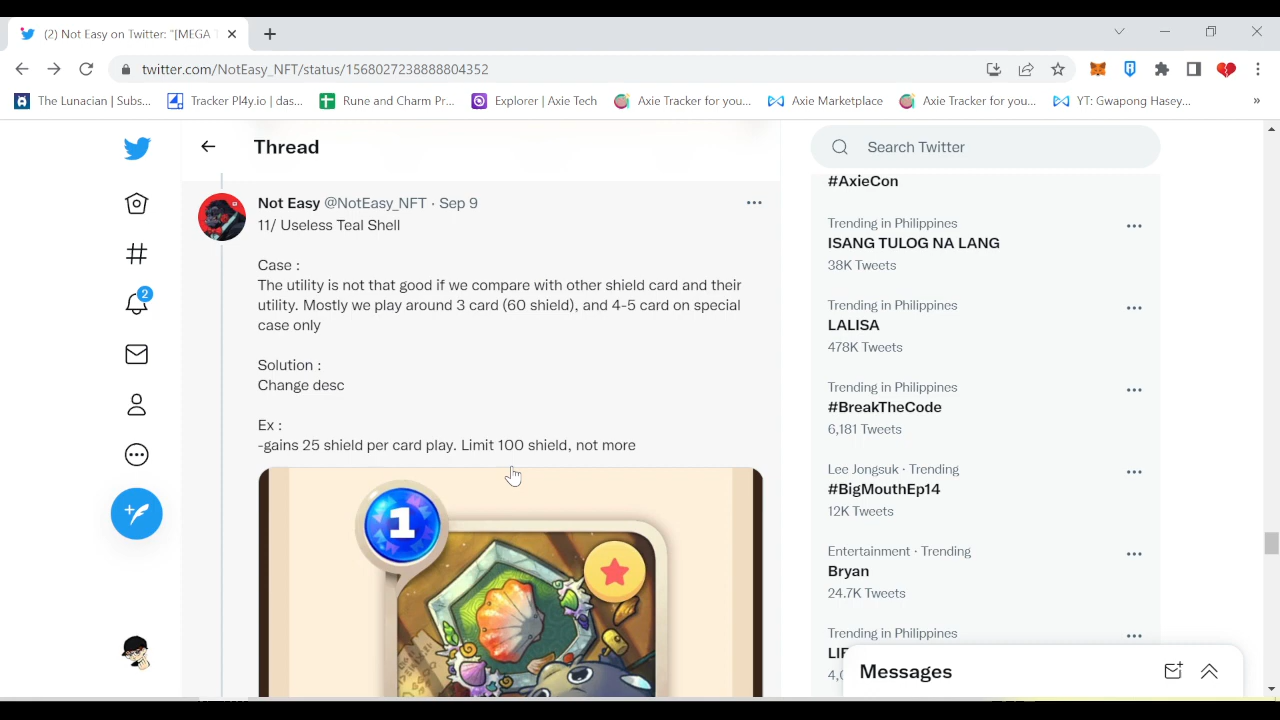 (2) Not Easy on Twitter: "[MEGA T
twitter.com/NotEasy_NFT/status/1568027238888804352
The Lunacian | Subs...
Tracker Pl4y.io | das...
Rung and Charm Pr...
Explorer | Axie Tech
Axie Tracker for you...
Axie Marketplace
Axie Tracker for you...
YT: Gwapong Hasey...
»
Thread
2
Not Easy @NotEasy_NFT · Sep 9
11/ Useless Teal Shell
Case :
The utility is not that good if we compare with other shield card and their
utility. Mostly we play around 3 card (60 shield), and 4-5 card on special
case only
Solution :
Change desc
Ex :
-gains 25 shield per card play. Limit 100 shield, not more
1
Search Twitter
#AxieCon
Trending in Philippines
ISANG TULOG NA LANG
38K Tweets
Trending in Philippines
LALISA
478K Tweets
Trending in Philippines
#BreakTheCode
6,181 Tweets
Lee Jongsuk · Trending
#BigMouthEp14
12K Tweets
Entertainment · Trending
Bryan
24.7K Tweets
Trending in Philippines
Messages